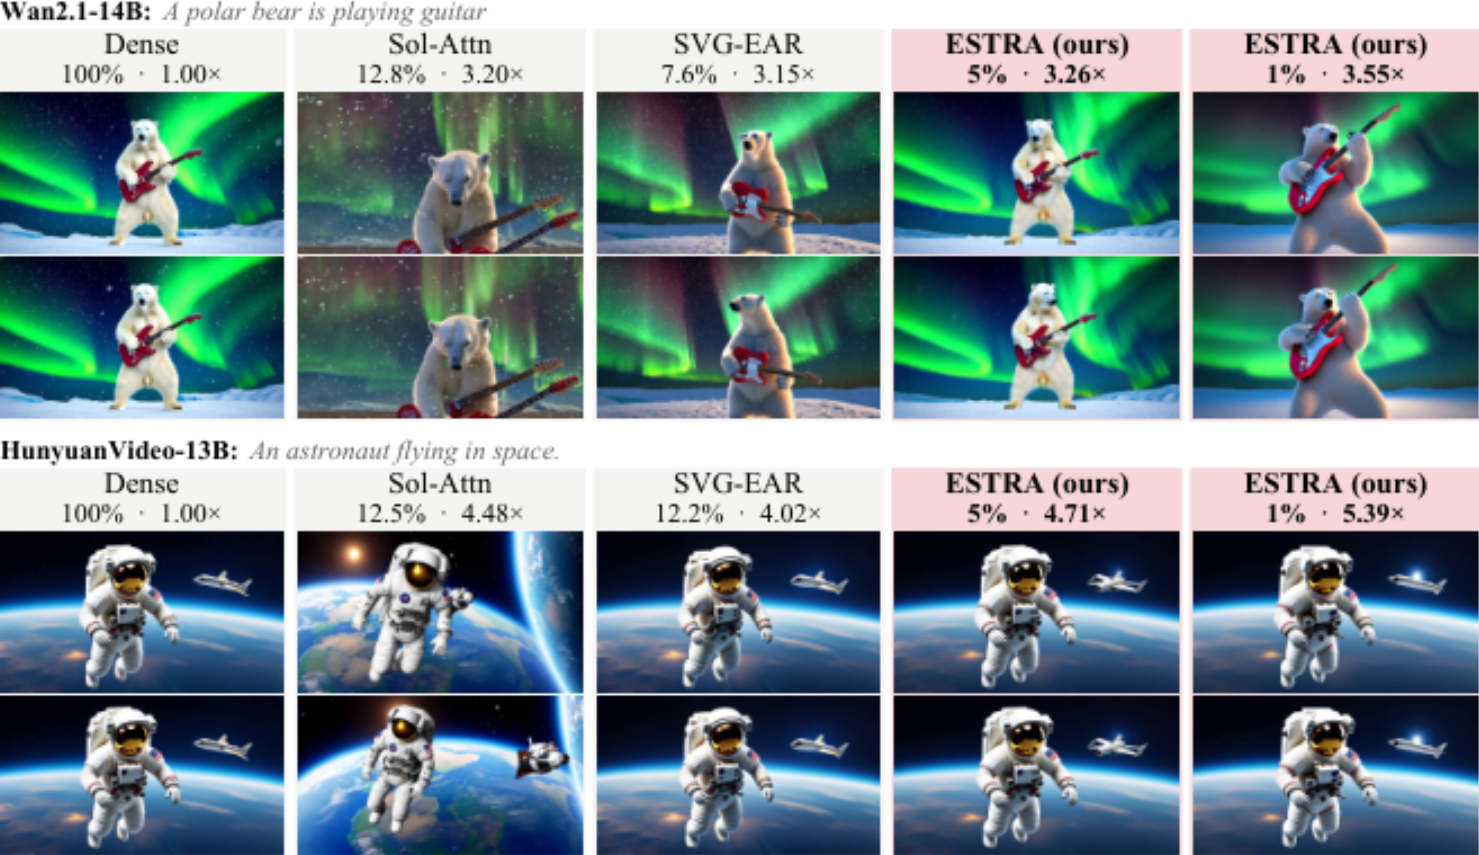 Wan2.1-14B: A polar bear is playing guitar
Dense Sol-Attn SVG-EAR ESTRA (ours) ESTRA (ours)
100% · 1.00× 12.8% · 3.20× 7.6% · 3.15× 5% · 3.26× 1% · 3.55×
HunyuanVideo-13B: An astronaut flying in space.
Dense Sol-Attn SVG-EAR ESTRA (ours) ESTRA (ours)
100% · 1.00× 12.5% · 4.48× 12.2% · 4.02× 5% · 4.71× 1% · 5.39×